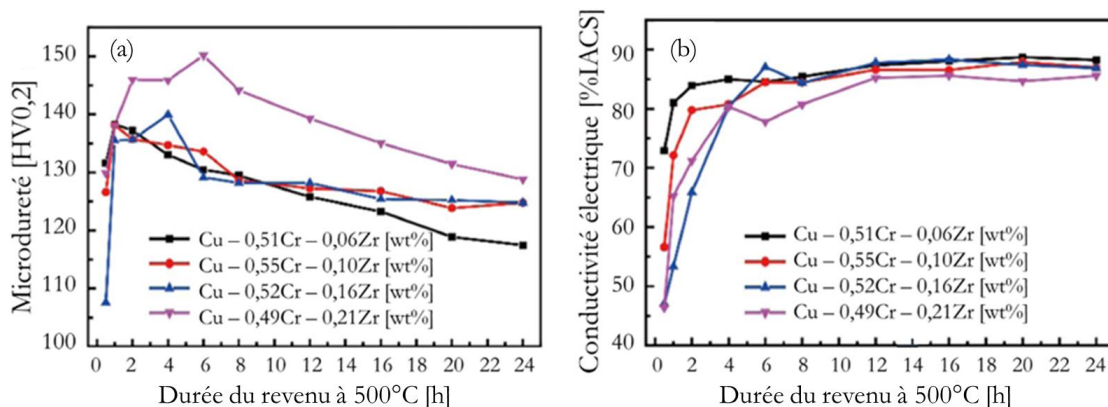 (a)
Microdureté [HV0,2]
150
140
130
120
110
100
Cu – 0,51Cr – 0,06Zr [wt%]
Cu – 0,55Cr – 0,10Zr [wt%]
Cu – 0,52Cr – 0,16Zr [wt%]
Cu – 0,49Cr – 0,21Zr [wt%]
0 2 4 6 8 10 12 14 16 18 20 22 24
Durée du revenu à 500°C [h]
(b)
Conductivité électrique [%IACS]
90
80
70
60
50
40
Cu – 0,51Cr – 0,06Zr [wt%]
Cu – 0,55Cr – 0,10Zr [wt%]
Cu – 0,52Cr – 0,16Zr [wt%]
Cu – 0,49Cr – 0,21Zr [wt%]
0 2 4 6 8 10 12 14 16 18 20 22 24
Durée du revenu à 500°C [h]